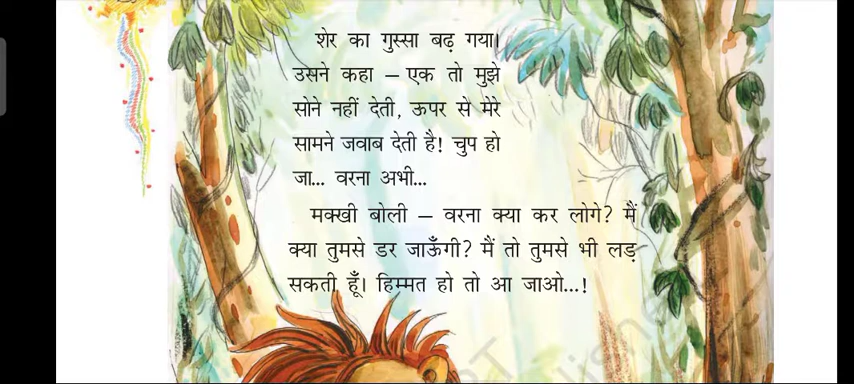 शेर का गुस्सा बढ़ गया।
उसने कहा – एक तो मुझे
सोने नहीं देती, ऊपर से मेरे
सामने जवाब देती है! चुप हो
जा... वरना अभी...
मक्खी बोली – वरना क्या कर लोगे? मैं
क्या तुमसे डर जाऊँगी? मैं तो तुमसे भी लड़
सकती हूँ। हिम्मत हो तो आ जाओ...!